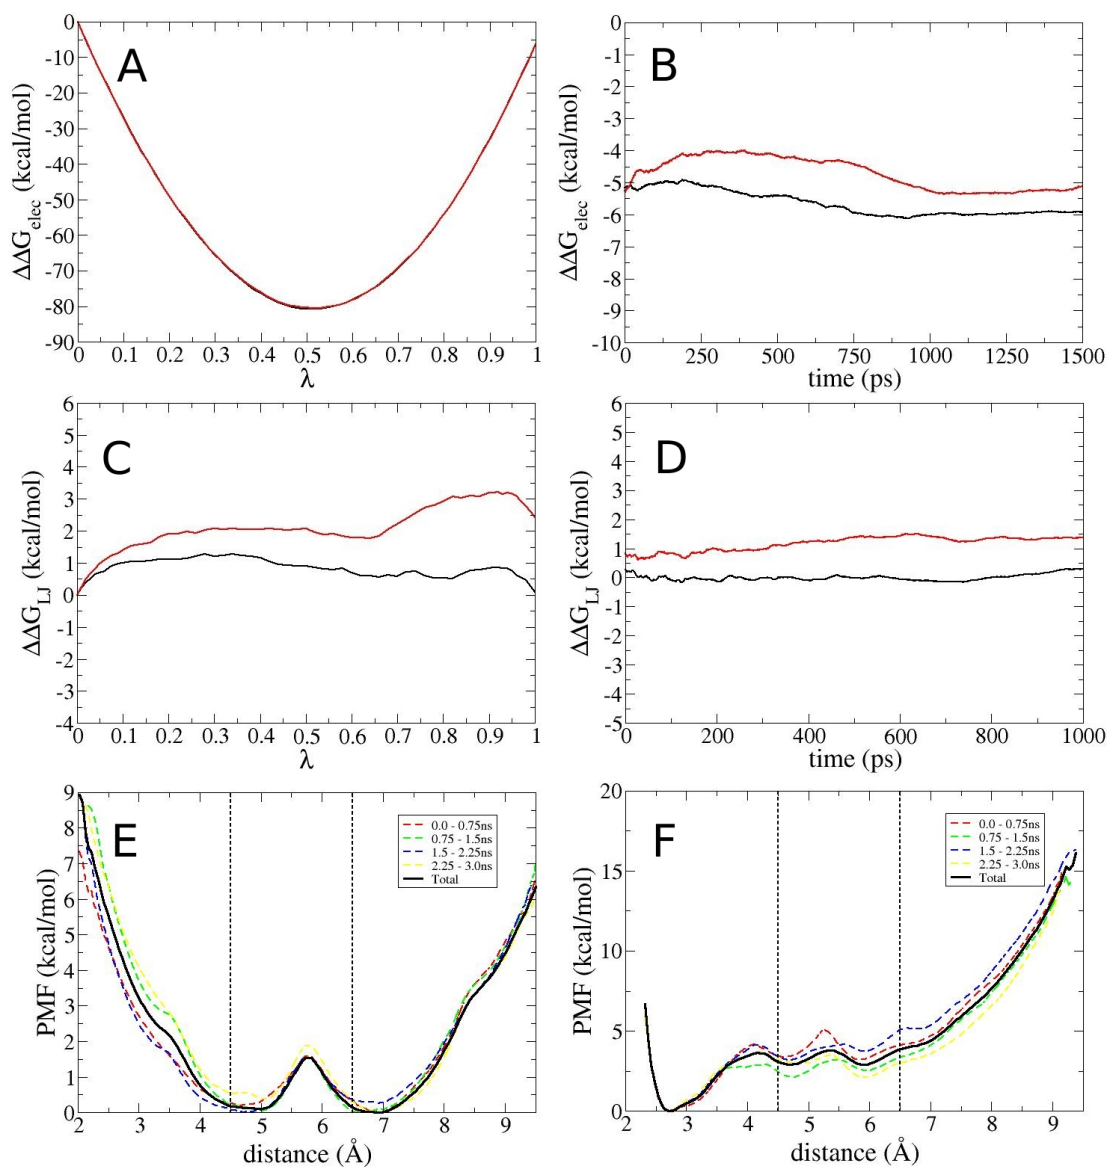 A
0
-10
-20
-30
-40
-50
-60
-70
-80
-90
ΔΔG_elec (kcal/mol)
0 0.1 0.2 0.3 0.4 0.5 0.6 0.7 0.8 0.9 1
λ
B
0
-1
-2
-3
-4
-5
-6
-7
-8
-9
-10
ΔΔG_elec (kcal/mol)
0 250 500 750 1000 1250 1500
time (ps)
C
6
5
4
3
2
1
0
-1
-2
-3
-4
ΔΔG_LJ (kcal/mol)
0 0.1 0.2 0.3 0.4 0.5 0.6 0.7 0.8 0.9 1
λ
D
6
5
4
3
2
1
0
-1
-2
-3
-4
-5
ΔΔG_LJ (kcal/mol)
0 200 400 600 800 1000
time (ps)
E
9
8
7
6
5
4
3
2
1
0
PMF (kcal/mol)
0.0 - 0.75ns
0.75 - 1.5ns
1.5 - 2.25ns
2.25 - 3.0ns
Total
2 3 4 5 6 7 8 9
distance (Å)
F
20
15
10
5
0
PMF (kcal/mol)
0.0 - 0.75ns
0.75 - 1.5ns
1.5 - 2.25ns
2.25 - 3.0ns
Total
2 3 4 5 6 7 8 9
distance (Å)